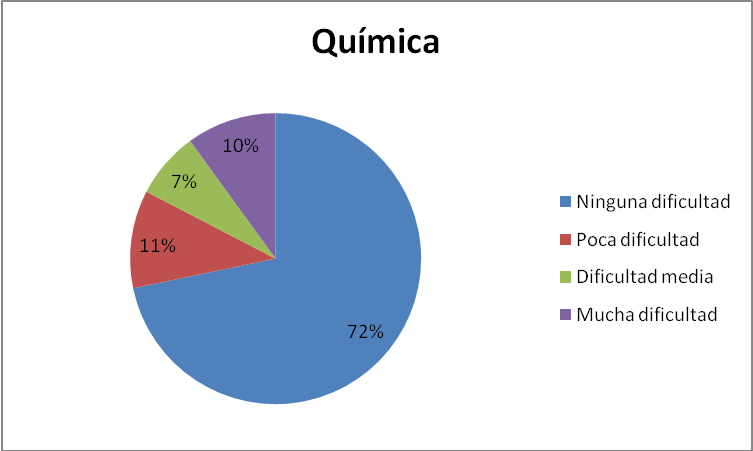 Química
10%
7%
11%
72%
Ninguna dificultad
Poca dificultad
Dificultad media
Mucha dificultad